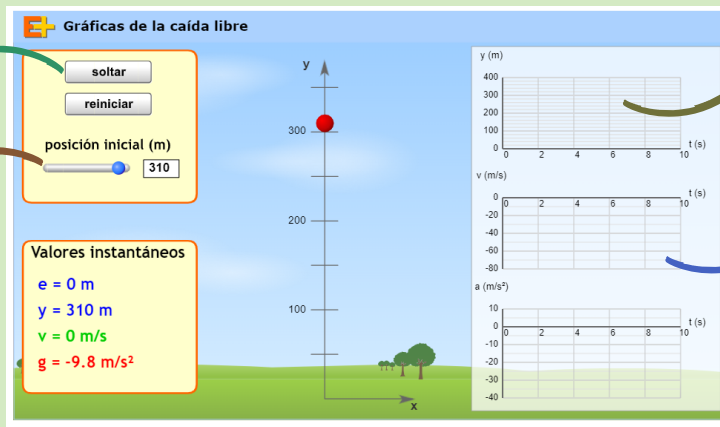 E+ Gráficas de la caída libre
soltar
reiniciar
posición inicial (m)
310
Valores instantáneos
e = 0 m
y = 310 m
v = 0 m/s
g = -9.8 m/s²
y
300
200
100
x
y (m)
400
300
200
100
0
0 2 4 6 8 10
t (s)
v (m/s)
0
-20
-40
-60
-80
0 2 4 6 8 10
t (s)
a (m/s²)
10
0
-10
-20
-30
-40
0 2 4 6 8 10
t (s)